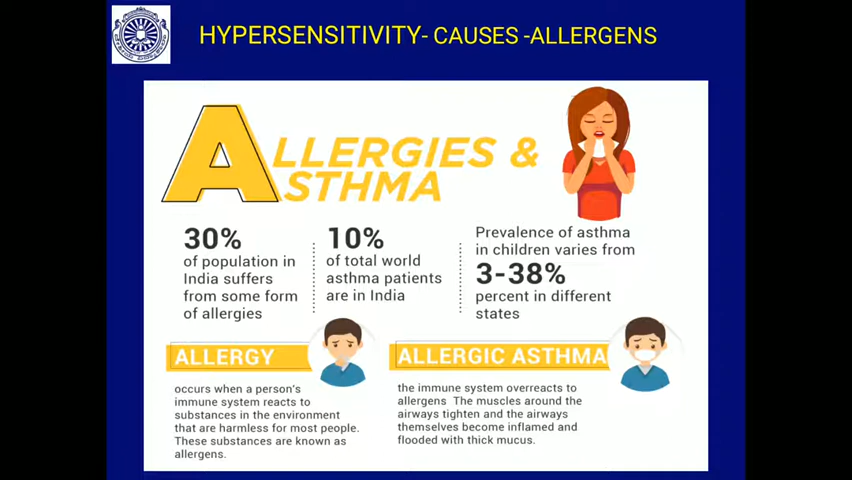 HYPERSENSITIVITY- CAUSES -ALLERGENS
ALLERGIES &
ASTHMA
30%
of population in
India suffers
from some form
of allergies
10%
of total world
asthma patients
are in India
Prevalence of asthma
in children varies from
3-38%
percent in different
states
ALLERGY
occurs when a person's
immune system reacts to
substances in the environment
that are harmless for most people.
These substances are known as
allergens.
ALLERGIC ASTHMA
the immune system overreacts to
allergens The muscles around the
airways tighten and the airways
themselves become inflamed and
flooded with thick mucus.